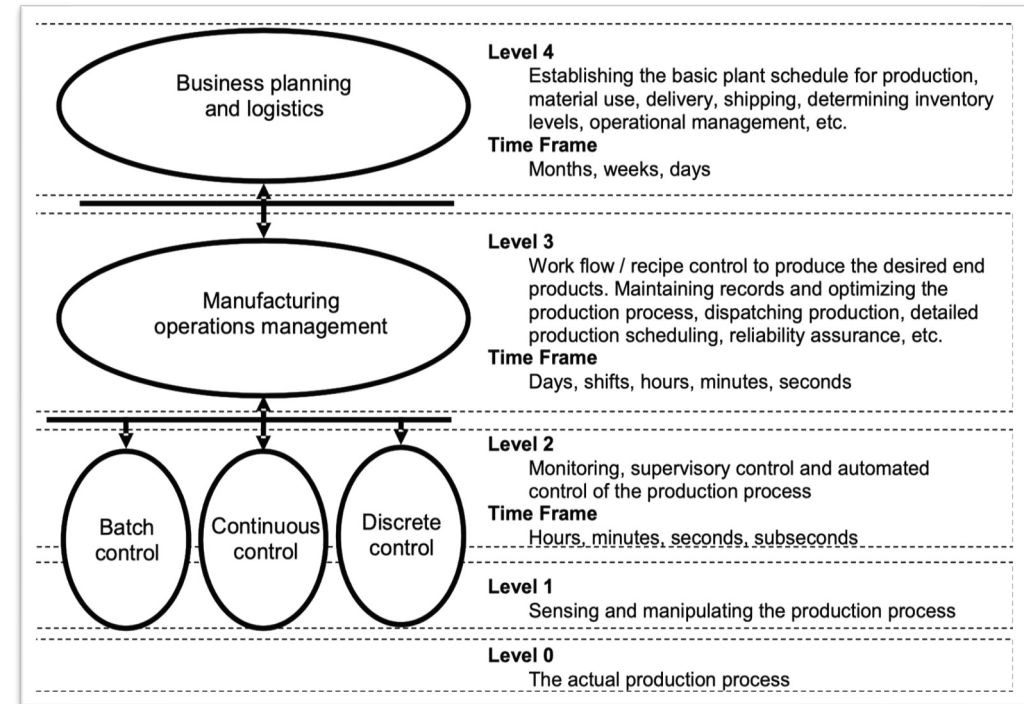 Business planning
and logistics
Level 4
Establishing the basic plant schedule for production,
material use, delivery, shipping, determining inventory
levels, operational management, etc.
Time Frame
Months, weeks, days
Manufacturing
operations management
Level 3
Work flow / recipe control to produce the desired end
products. Maintaining records and optimizing the
production process, dispatching production, detailed
production scheduling, reliability assurance, etc.
Time Frame
Days, shifts, hours, minutes, seconds
Batch
control
Continuous
control
Discrete
control
Level 2
Monitoring, supervisory control and automated
control of the production process
Time Frame
Hours, minutes, seconds, subseconds
Level 1
Sensing and manipulating the production process
Level 0
The actual production process